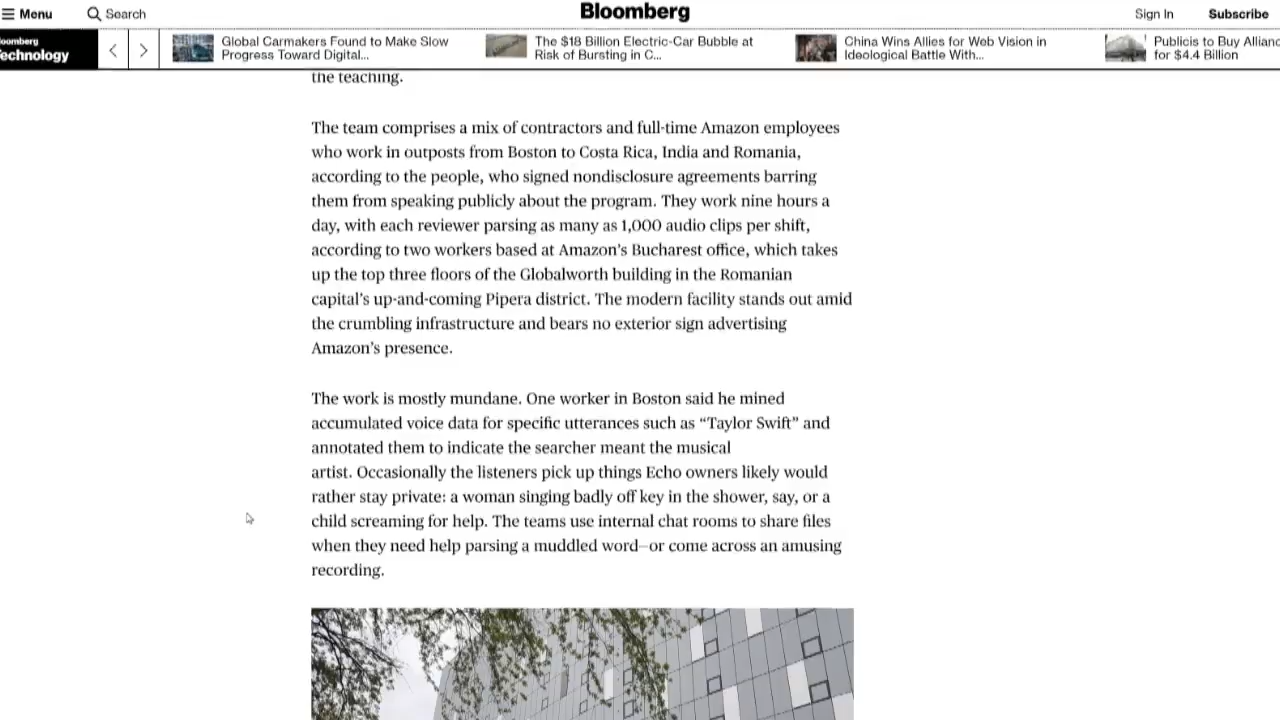 Menu
Search
Bloomberg
Sign In
Subscribe
Technology
Global Carmakers Found to Make Slow
Progress Toward Digital...
The $18 Billion Electric-Car Bubble at
Risk of Bursting in C...
China Wins Allies for Web Vision in
Ideological Battle With...
Publicis to Buy
for $4.4 Billion
the teaching.
The team comprises a mix of contractors and full-time Amazon employees
who work in outposts from Boston to Costa Rica, India and Romania,
according to the people, who signed nondisclosure agreements barring
them from speaking publicly about the program. They work nine hours a
day, with each reviewer parsing as many as 1,000 audio clips per shift,
according to two workers based at Amazon’s Bucharest office, which takes
up the top three floors of the Globalworth building in the Romanian
capital’s up-and-coming Pipera district. The modern facility stands out amid
the crumbling infrastructure and bears no exterior sign advertising
Amazon’s presence.
The work is mostly mundane. One worker in Boston said he mined
accumulated voice data for specific utterances such as “Taylor Swift” and
annotated them to indicate the searcher meant the musical
artist. Occasionally the listeners pick up things Echo owners likely would
rather stay private: a woman singing badly off key in the shower, say, or a
child screaming for help. The teams use internal chat rooms to share files
when they need help parsing a muddled word—or come across an amusing
recording.